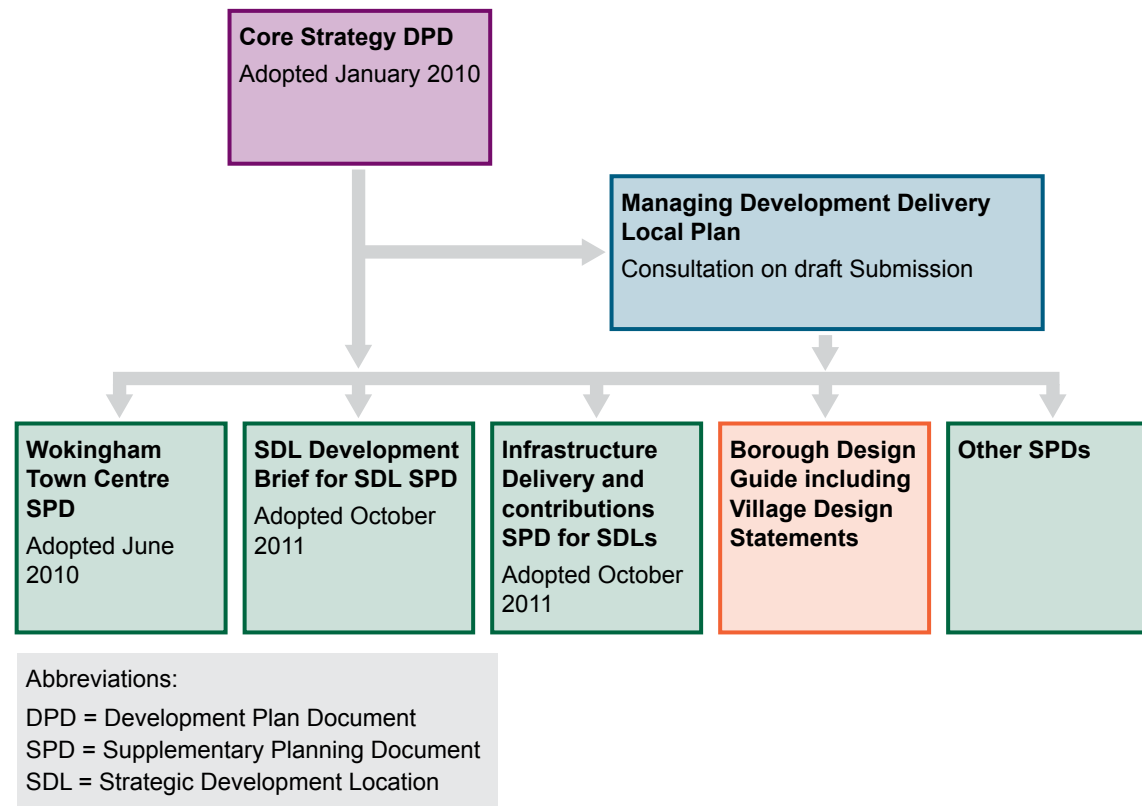 Core Strategy DPD
Adopted January 2010
Managing Development Delivery
Local Plan
Consultation on draft Submission
Wokingham
Town Centre
SPD
Adopted June
2010
SDL Development
Brief for SDL SPD
Adopted October
2011
Infrastructure
Delivery and
contributions
SPD for SDLs
Adopted October
2011
Borough Design
Guide including
Village Design
Statements
Other SPDs
Abbreviations:
DPD = Development Plan Document
SPD = Supplementary Planning Document
SDL = Strategic Development Location